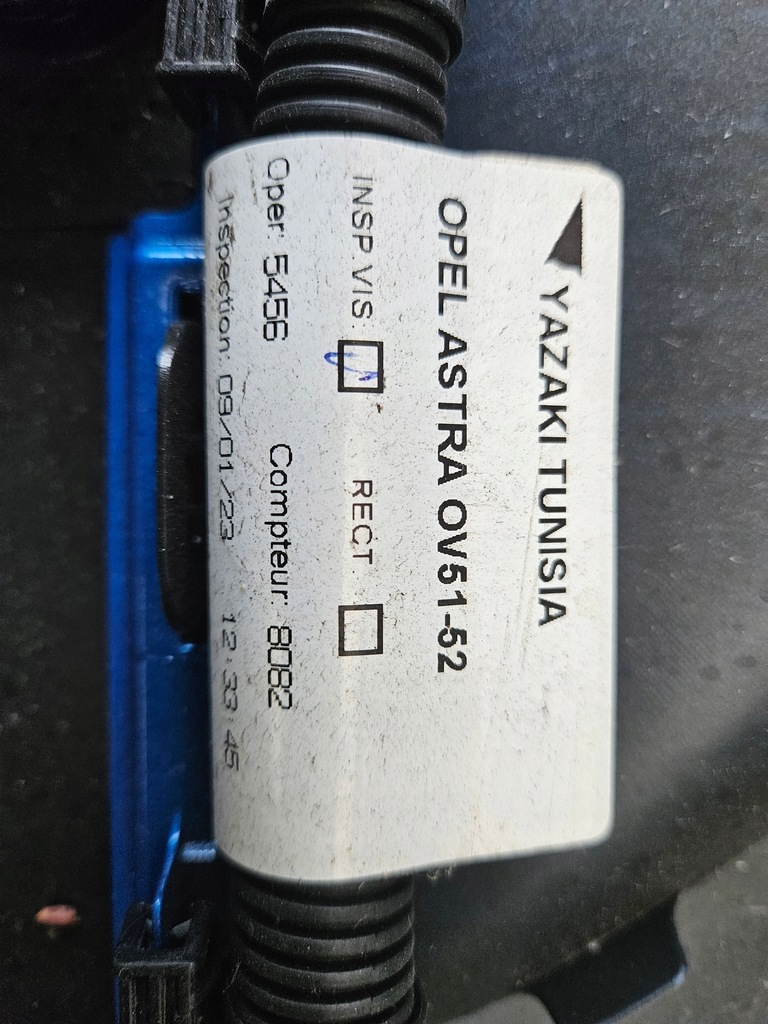 YAZAKI TUNISIA
OPEL ASTRA OV51-52
INSP VIS: RECT:
Oper: 5456 Compteur: 8082
Inspection: 09/01/23 12:33:45